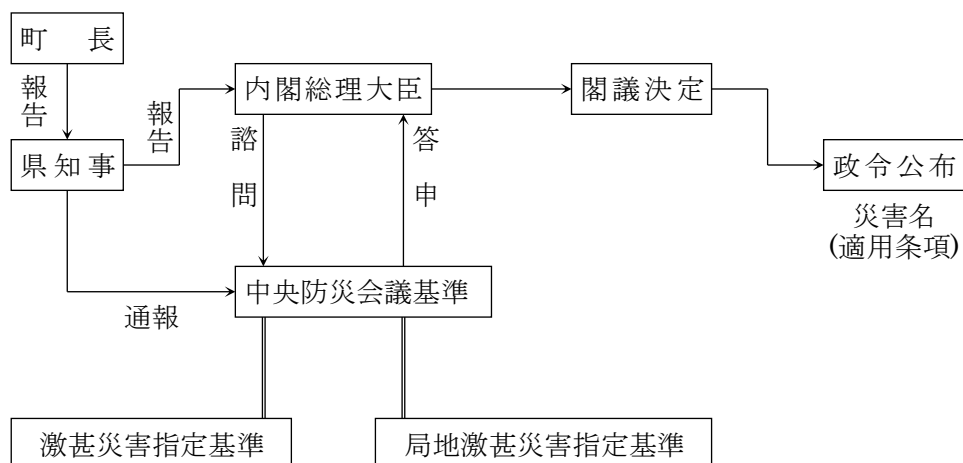 町長
報告
県知事
報告
内閣総理大臣
諮問
答申
閣議決定
政令公布
災害名
(適用条項)
通報
中央防災会議基準
激甚災害指定基準
局地激甚災害指定基準